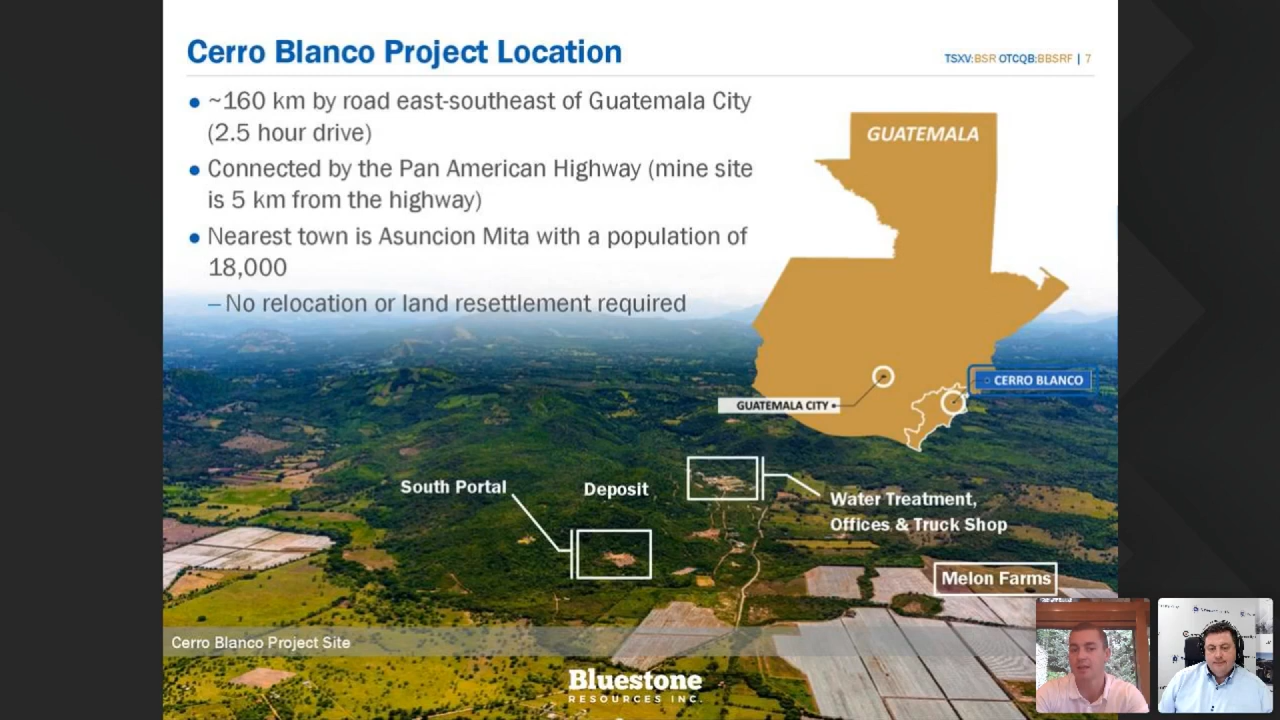 Cerro Blanco Project Location
TSXV:BSR OTCQB:BBSRF | 7
• ~160 km by road east-southeast of Guatemala City
(2.5 hour drive)
• Connected by the Pan American Highway (mine site
is 5 km from the highway)
• Nearest town is Asuncion Mita with a population of
18,000
– No relocation or land resettlement required
GUATEMALA
CERRO BLANCO
GUATEMALA CITY
South Portal
Deposit
Water Treatment,
Offices & Truck Shop
Melon Farms
Cerro Blanco Project Site
Bluestone
RESOURCES INC.